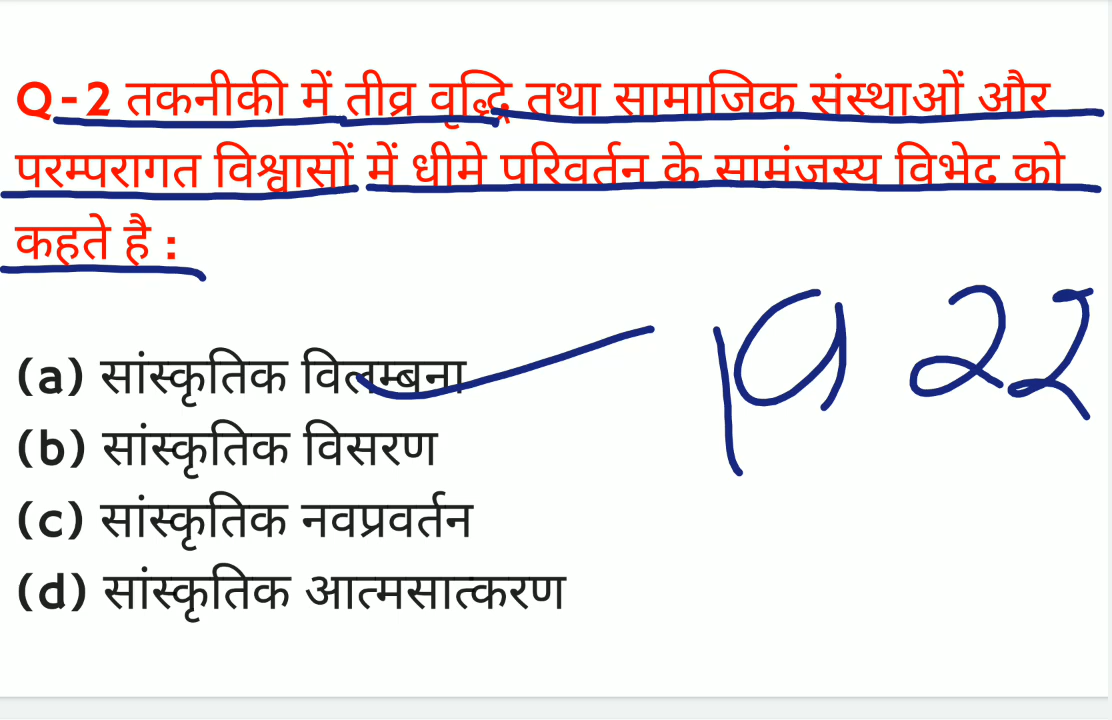 Q-2 तकनीकी में तीव्र वृद्धि तथा सामाजिक संस्थाओं और
परम्परागत विश्वासों में धीमे परिवर्तन के सामंजस्य विभेद को
कहते है :
(a) सांस्कृतिक विलम्बना
(b) सांस्कृतिक विसरण
(c) सांस्कृतिक नवप्रवर्तन
(d) सांस्कृतिक आत्मसात्करण